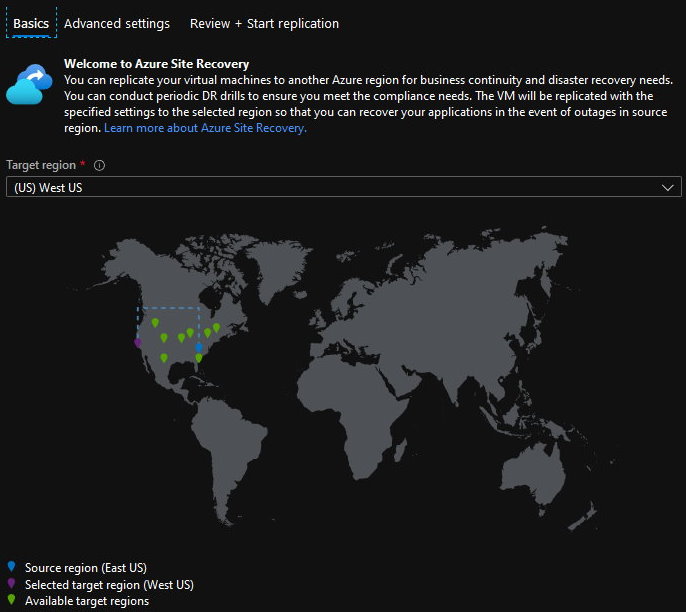 Basics Advanced settings Review + Start replication
Welcome to Azure Site Recovery
You can replicate your virtual machines to another Azure region for business continuity and disaster recovery needs.
You can conduct periodic DR drills to ensure you meet the compliance needs. The VM will be replicated with the
specified settings to the selected region so that you can recover your applications in the event of outages in source
region. Learn more about Azure Site Recovery.
Target region *
(US) West US
Source region (East US)
Selected target region (West US)
Available target regions